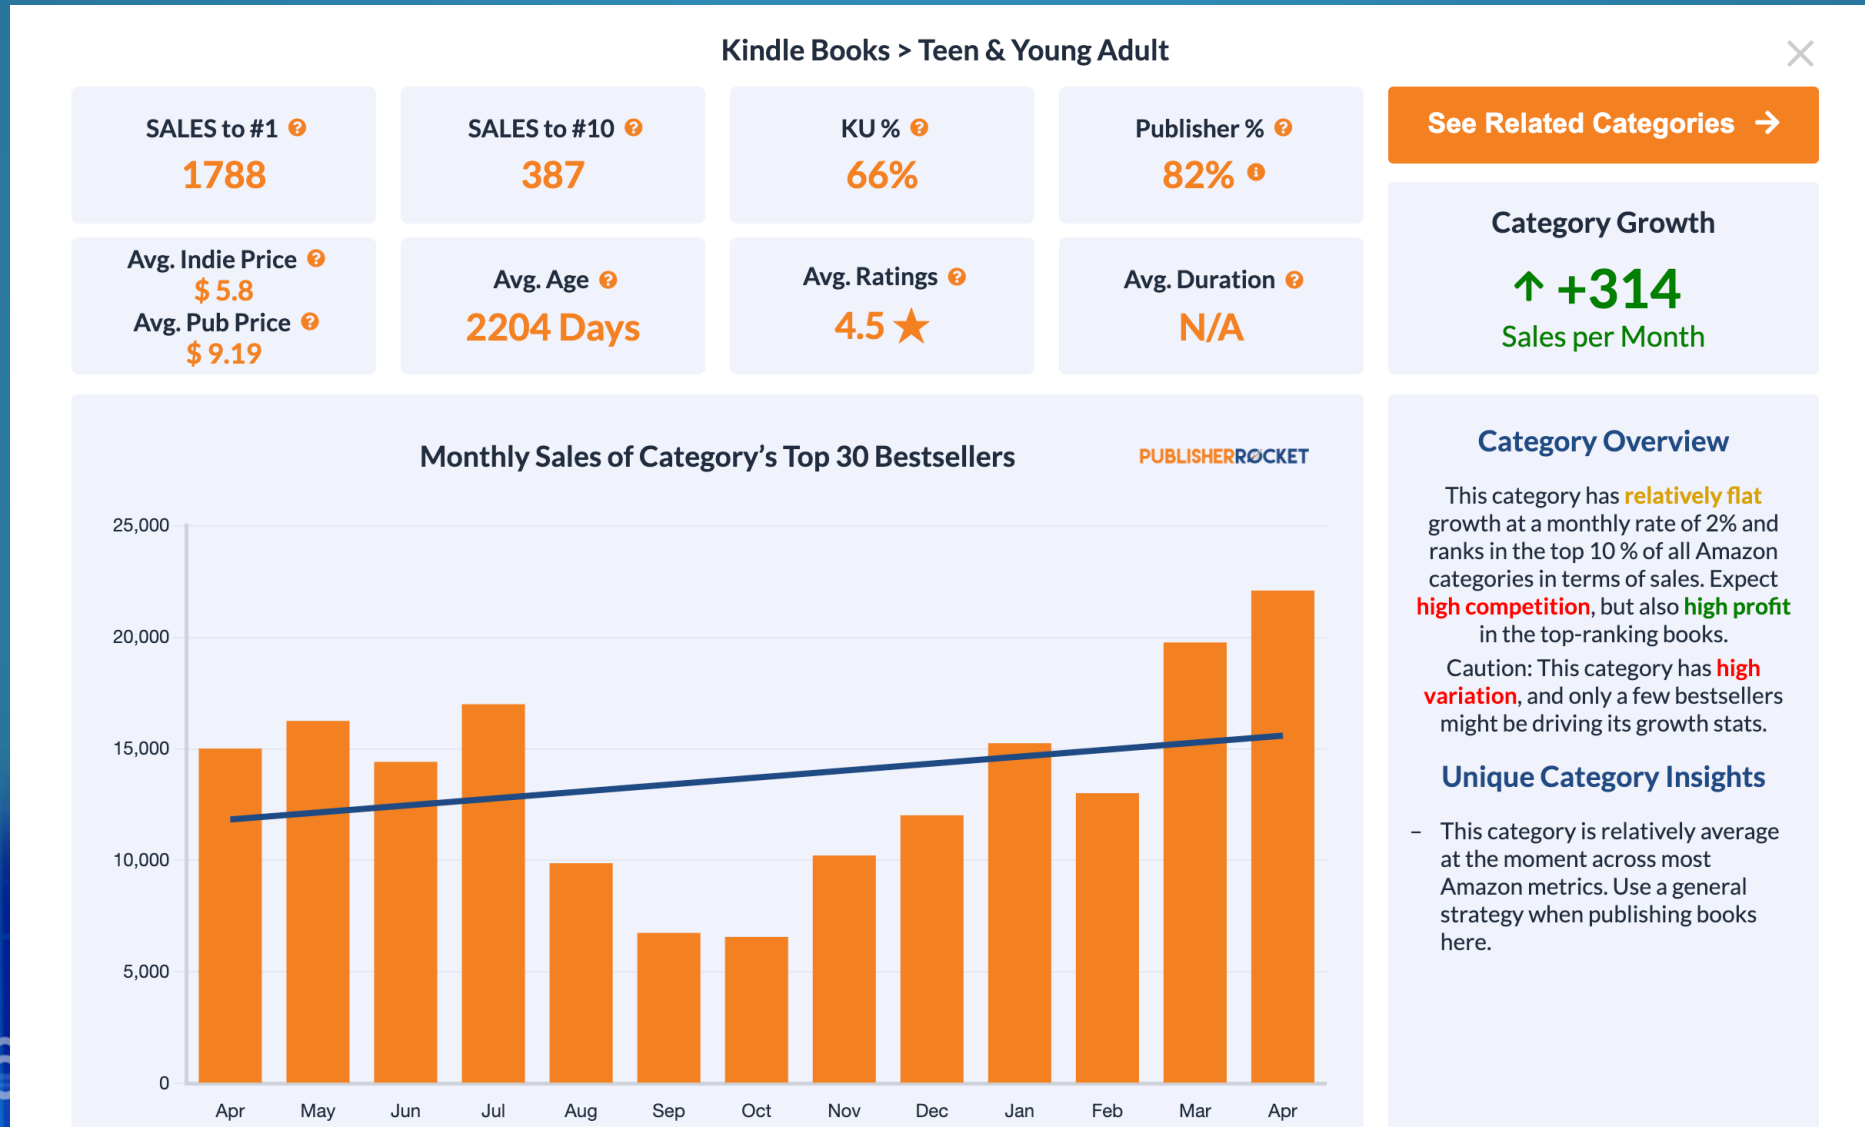 Kindle Books > Teen & Young Adult
SALES to #1
1788
SALES to #10
387
KU %
66%
Publisher %
82%
See Related Categories →
Avg. Indie Price
$ 5.8
Avg. Pub Price
$ 9.19
Avg. Age
2204 Days
Avg. Ratings
4.5 ★
Avg. Duration
N/A
Category Growth
↑ +314
Sales per Month
Monthly Sales of Category’s Top 30 Bestsellers
PUBLISHERROCKET
25,000
20,000
15,000
10,000
5,000
0
Apr May Jun Jul Aug Sep Oct Nov Dec Jan Feb Mar Apr
Category Overview
This category has relatively flat
growth at a monthly rate of 2% and
ranks in the top 10 % of all Amazon
categories in terms of sales. Expect
high competition, but also high profit
in the top-ranking books.
Caution: This category has high
variation, and only a few bestsellers
might be driving its growth stats.
Unique Category Insights
– This category is relatively average
at the moment across most
Amazon metrics. Use a general
strategy when publishing books
here.